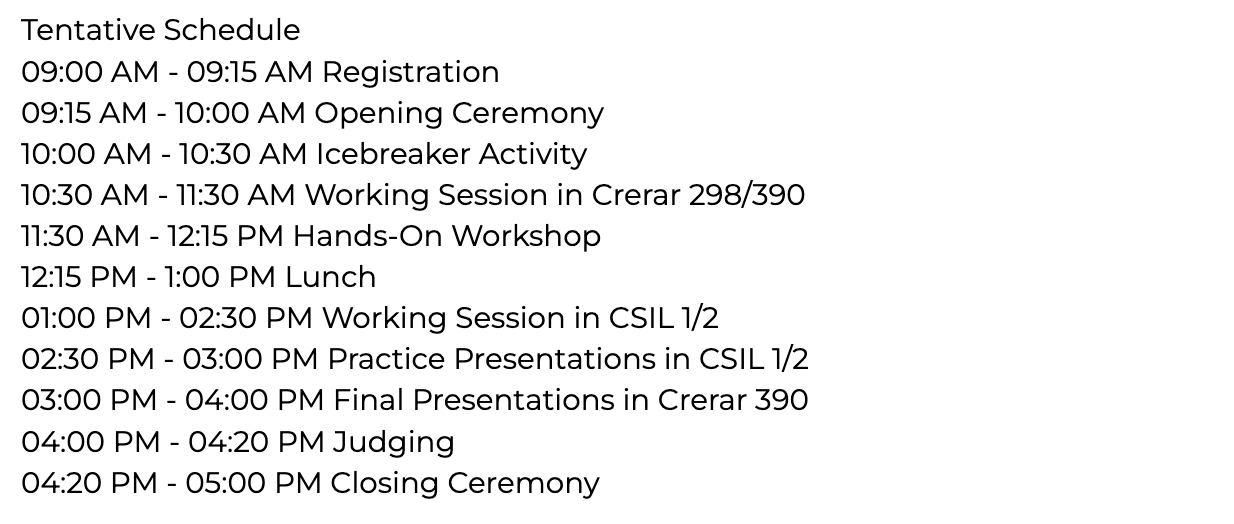 Tentative Schedule
09:00 AM - 09:15 AM Registration
09:15 AM - 10:00 AM Opening Ceremony
10:00 AM - 10:30 AM Icebreaker Activity
10:30 AM - 11:30 AM Working Session in Crerar 298/390
11:30 AM - 12:15 PM Hands-On Workshop
12:15 PM - 1:00 PM Lunch
01:00 PM - 02:30 PM Working Session in CSIL 1/2
02:30 PM - 03:00 PM Practice Presentations in CSIL 1/2
03:00 PM - 04:00 PM Final Presentations in Crerar 390
04:00 PM - 04:20 PM Judging
04:20 PM - 05:00 PM Closing Ceremony